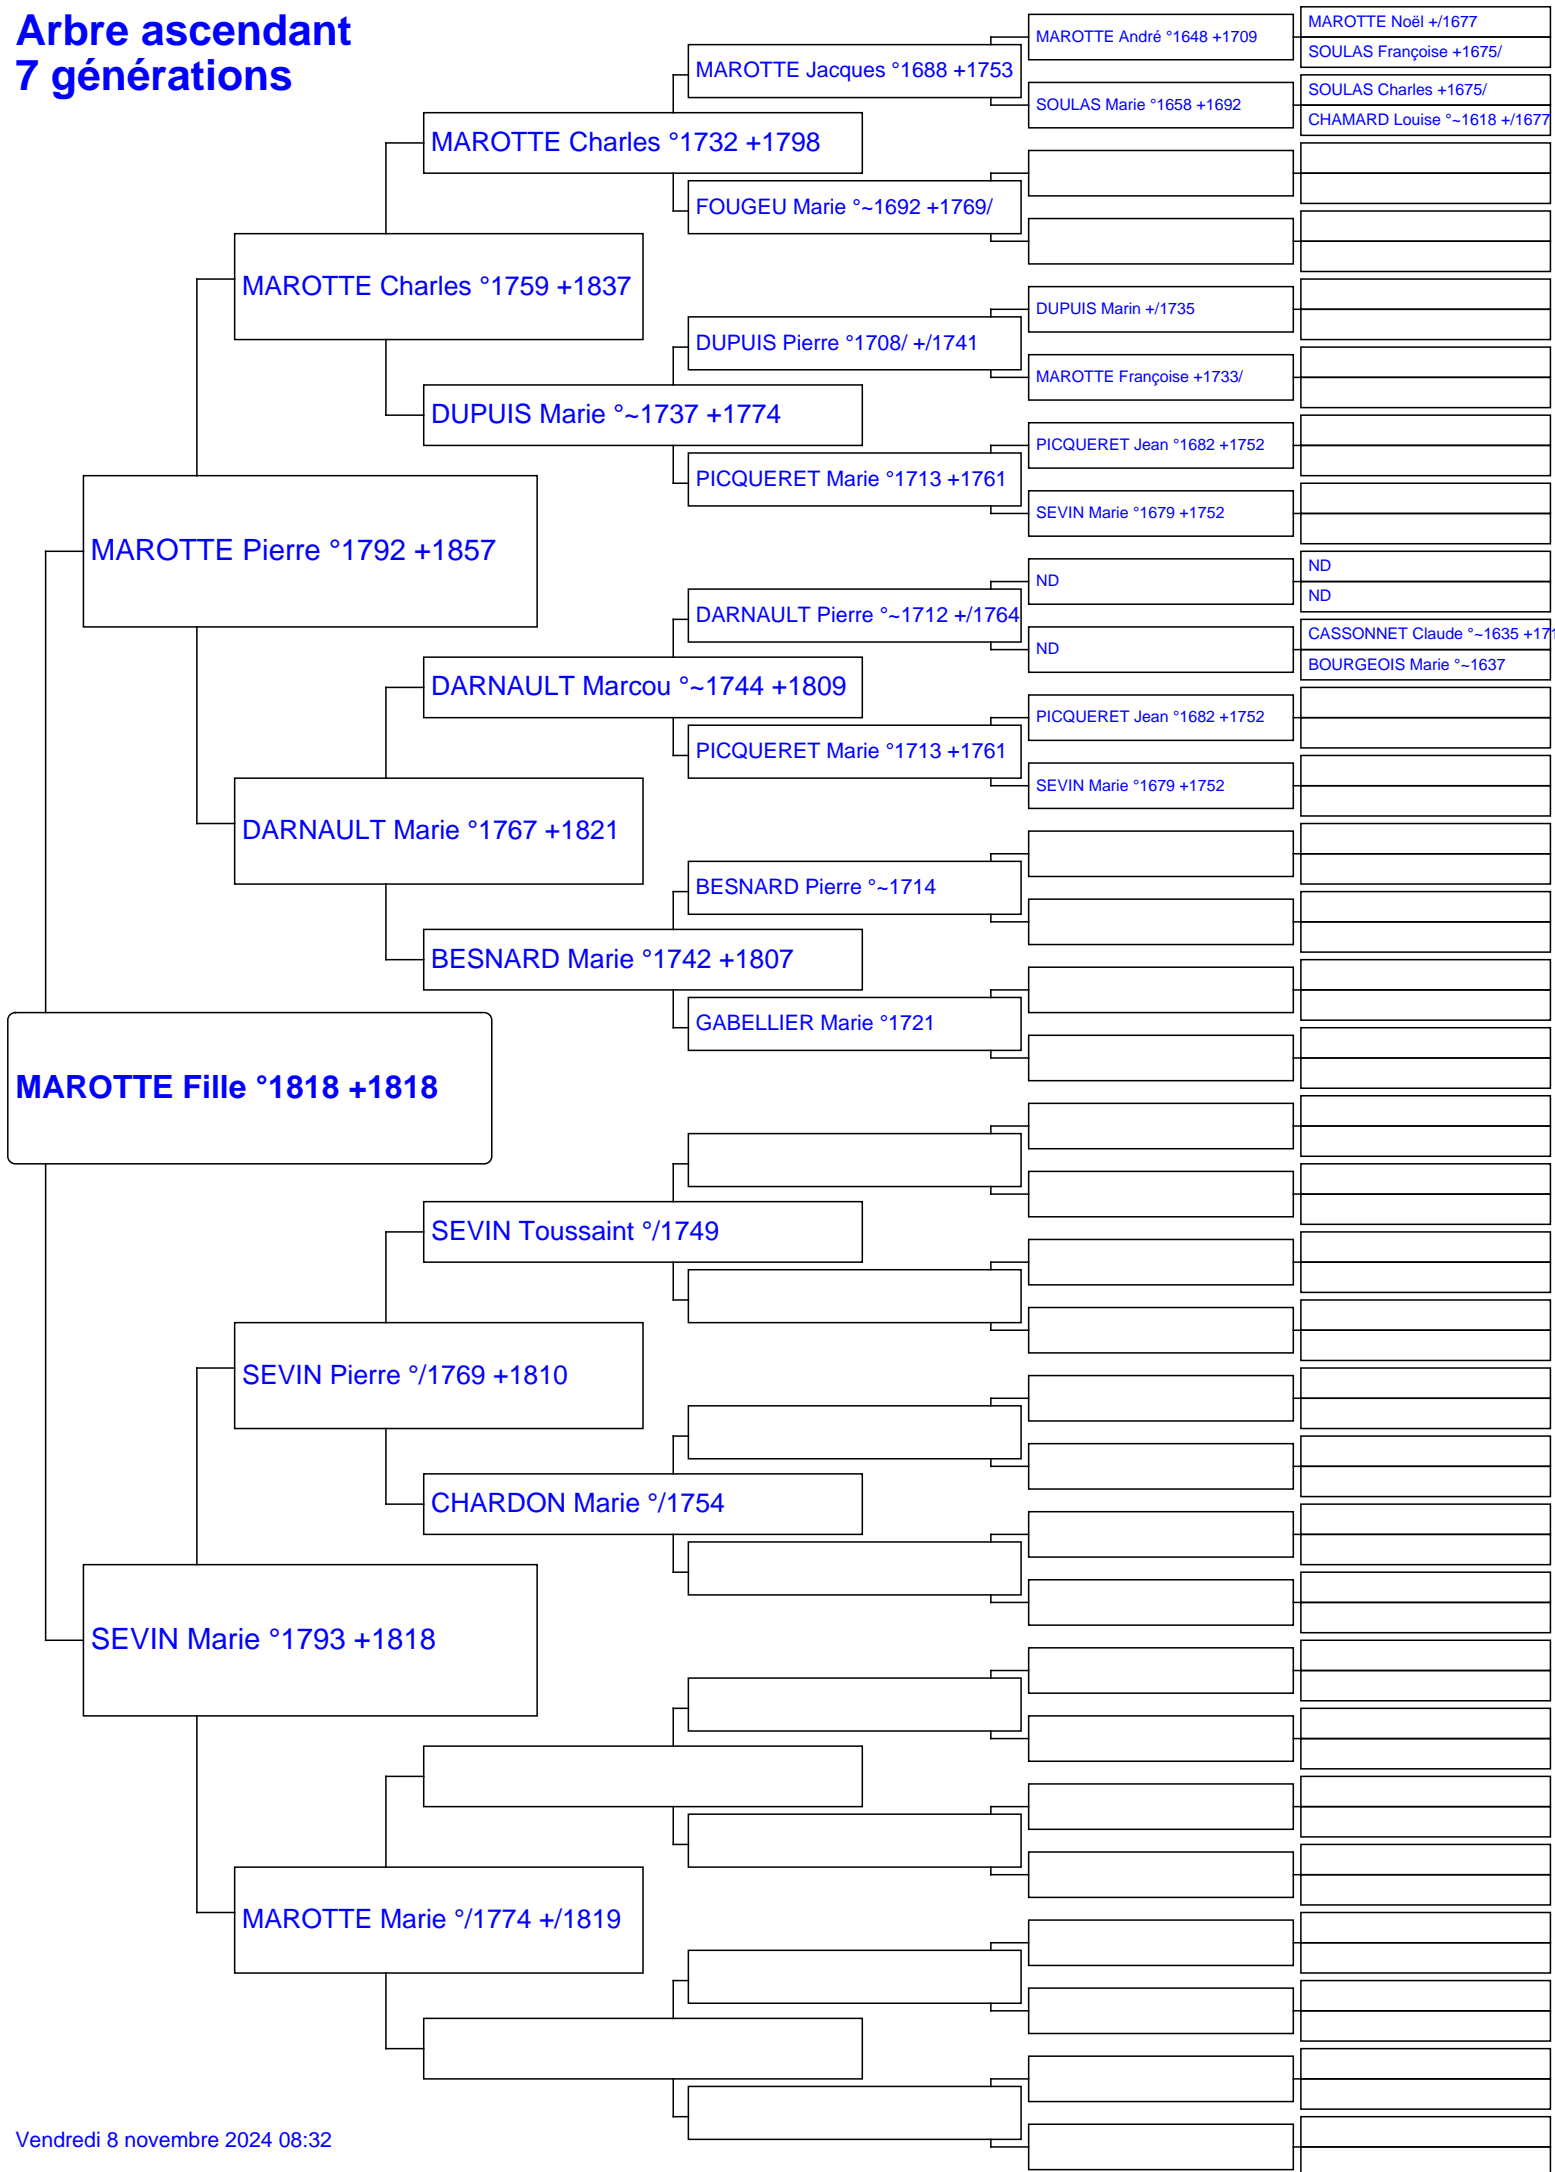 Arbre ascendant
7 générations
MAROTTE Noël +/1677
MAROTTE André °1648 +1709
SOULAS Françoise +1675/
MAROTTE Jacques °1688 +1753
SOULAS Charles +1675/
SOULAS Marie °1658 +1692
CHAMARD Louise °~1618 +/1677
MAROTTE Charles °1732 +1798
FOUGEU Marie °~1692 +1769/
MAROTTE Charles °1759 +1837
DUPUIS Marin +/1735
DUPUIS Pierre °1708/ +/1741
MAROTTE Françoise +1733/
DUPUIS Marie °~1737 +1774
PICQUERET Jean °1682 +1752
PICQUERET Marie °1713 +1761
SEVIN Marie °1679 +1752
MAROTTE Pierre °1792 +1857
ND
ND
ND
DARNAULT Pierre °~1712 +/1764
CASSONNET Claude °~1635 +171
ND
BOURGEOIS Marie °~1637
DARNAULT Marcou °~1744 +1809
PICQUERET Jean °1682 +1752
PICQUERET Marie °1713 +1761
SEVIN Marie °1679 +1752
DARNAULT Marie °1767 +1821
BESNARD Pierre °~1714
BESNARD Marie °1742 +1807
GABELLIER Marie °1721
MAROTTE Fille °1818 +1818
SEVIN Toussaint °/1749
SEVIN Pierre °/1769 +1810
CHARDON Marie °/1754
SEVIN Marie °1793 +1818
MAROTTE Marie °/1774 +/1819
Vendredi 8 novembre 2024 08:32